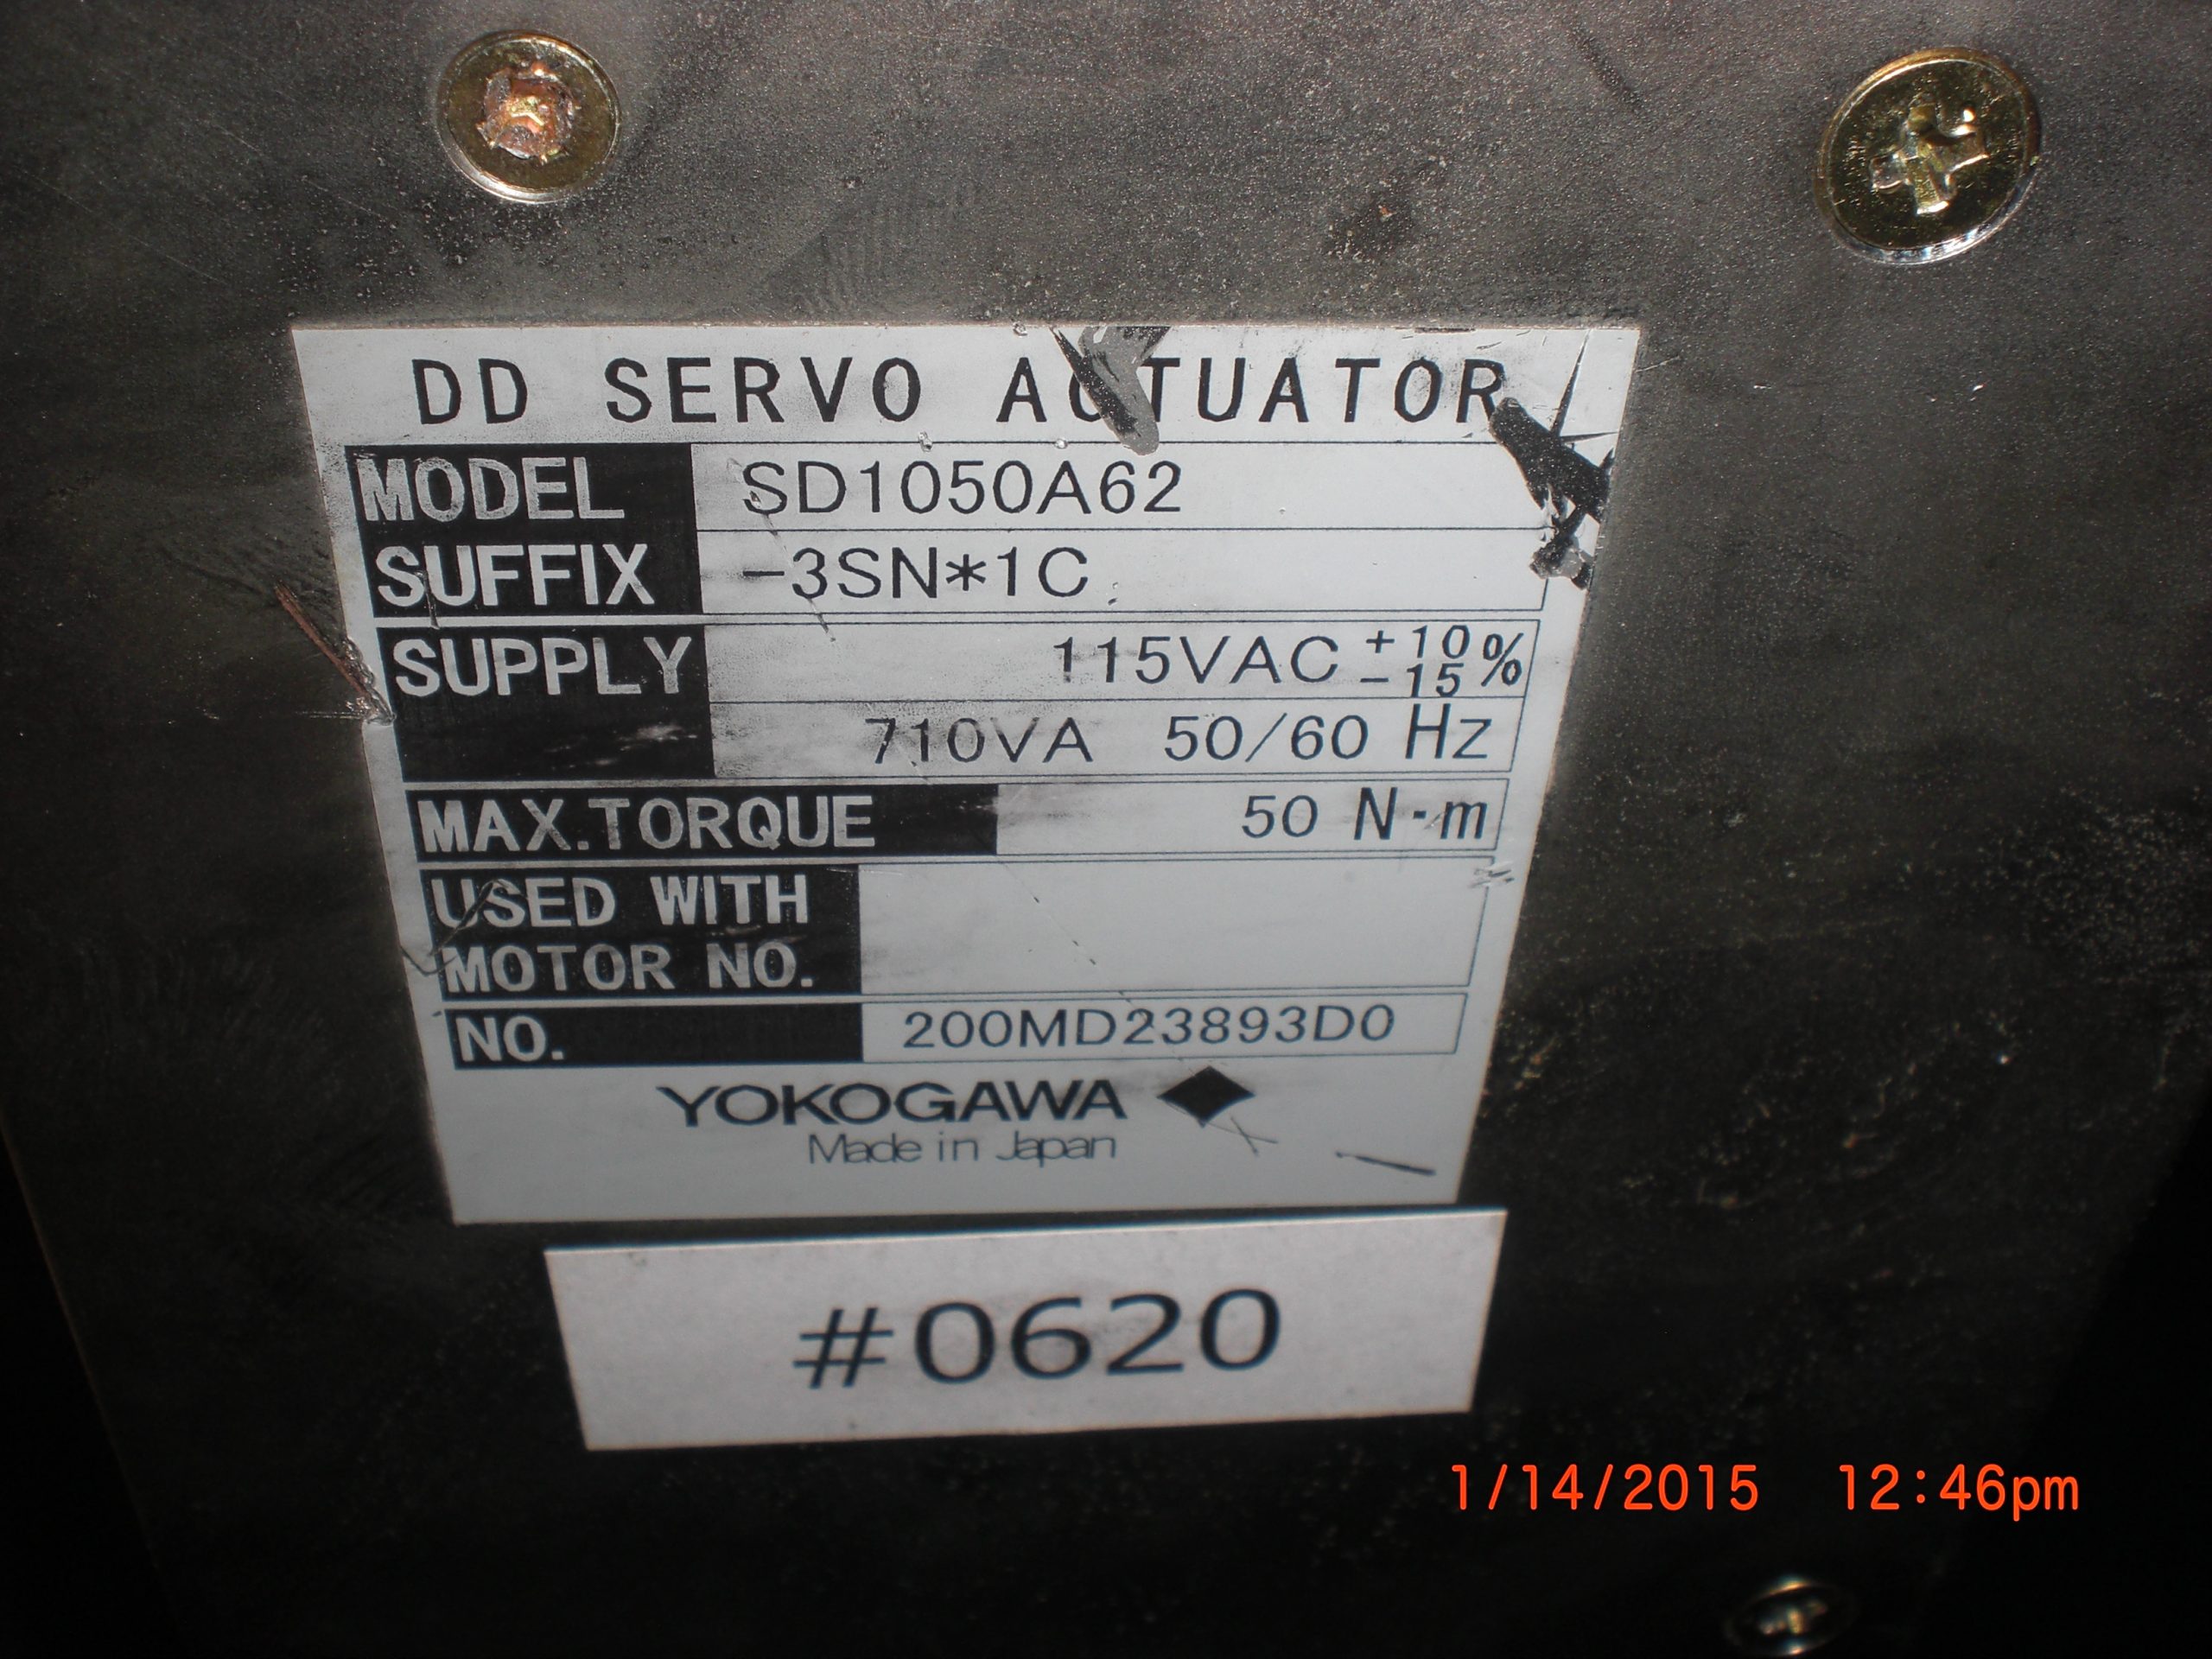 DD SERVO ACTUATOR
MODEL SD1050A62
SUFFIX -3SN*1C
SUPPLY 115VAC +10 -15 %
710VA 50/60 Hz
MAX.TORQUE 50 N·m
USED WITH
MOTOR NO.
NO. 200MD23893D0
YOKOGAWA
Made in Japan
#0620
1/14/2015 12:46pm